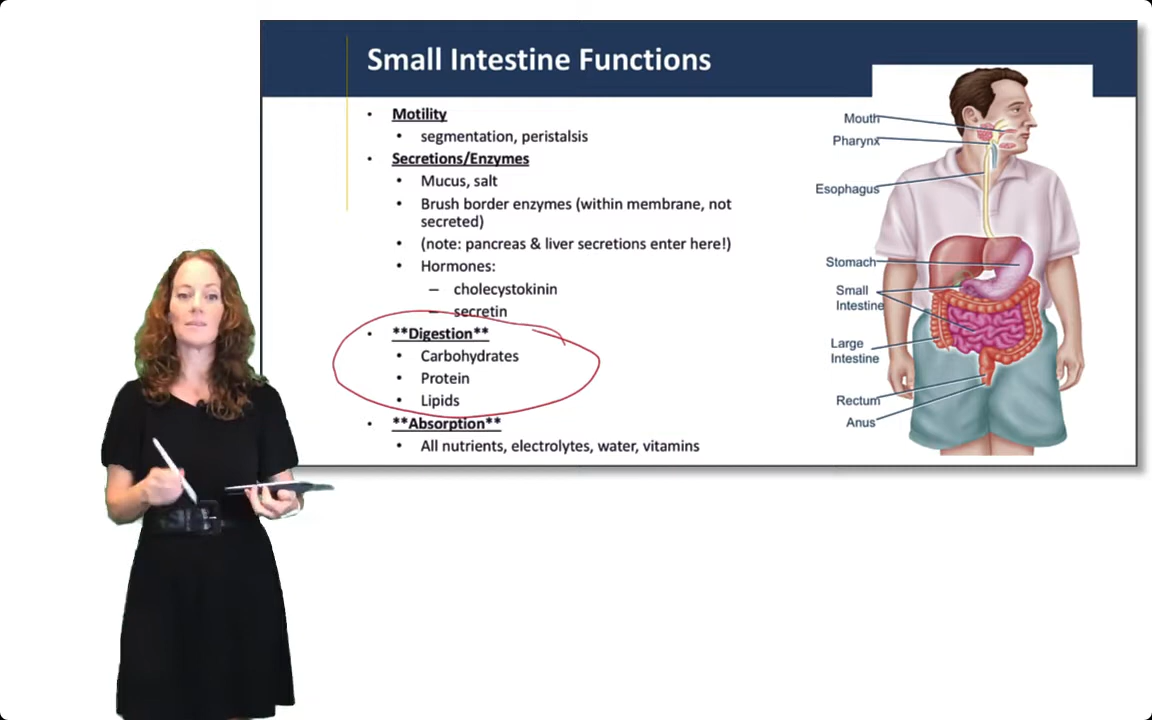 Small Intestine Functions
• Motility
• segmentation, peristalsis
• Secretions/Enzymes
• Mucus, salt
• Brush border enzymes (within membrane, not
secreted)
• (note: pancreas & liver secretions enter here!)
• Hormones:
– cholecystokinin
– secretin
• **Digestion**
• Carbohydrates
• Protein
• Lipids
• **Absorption**
• All nutrients, electrolytes, water, vitamins
Mouth
Pharynx
Esophagus
Stomach
Small
Intestine
Large
Intestine
Rectum
Anus